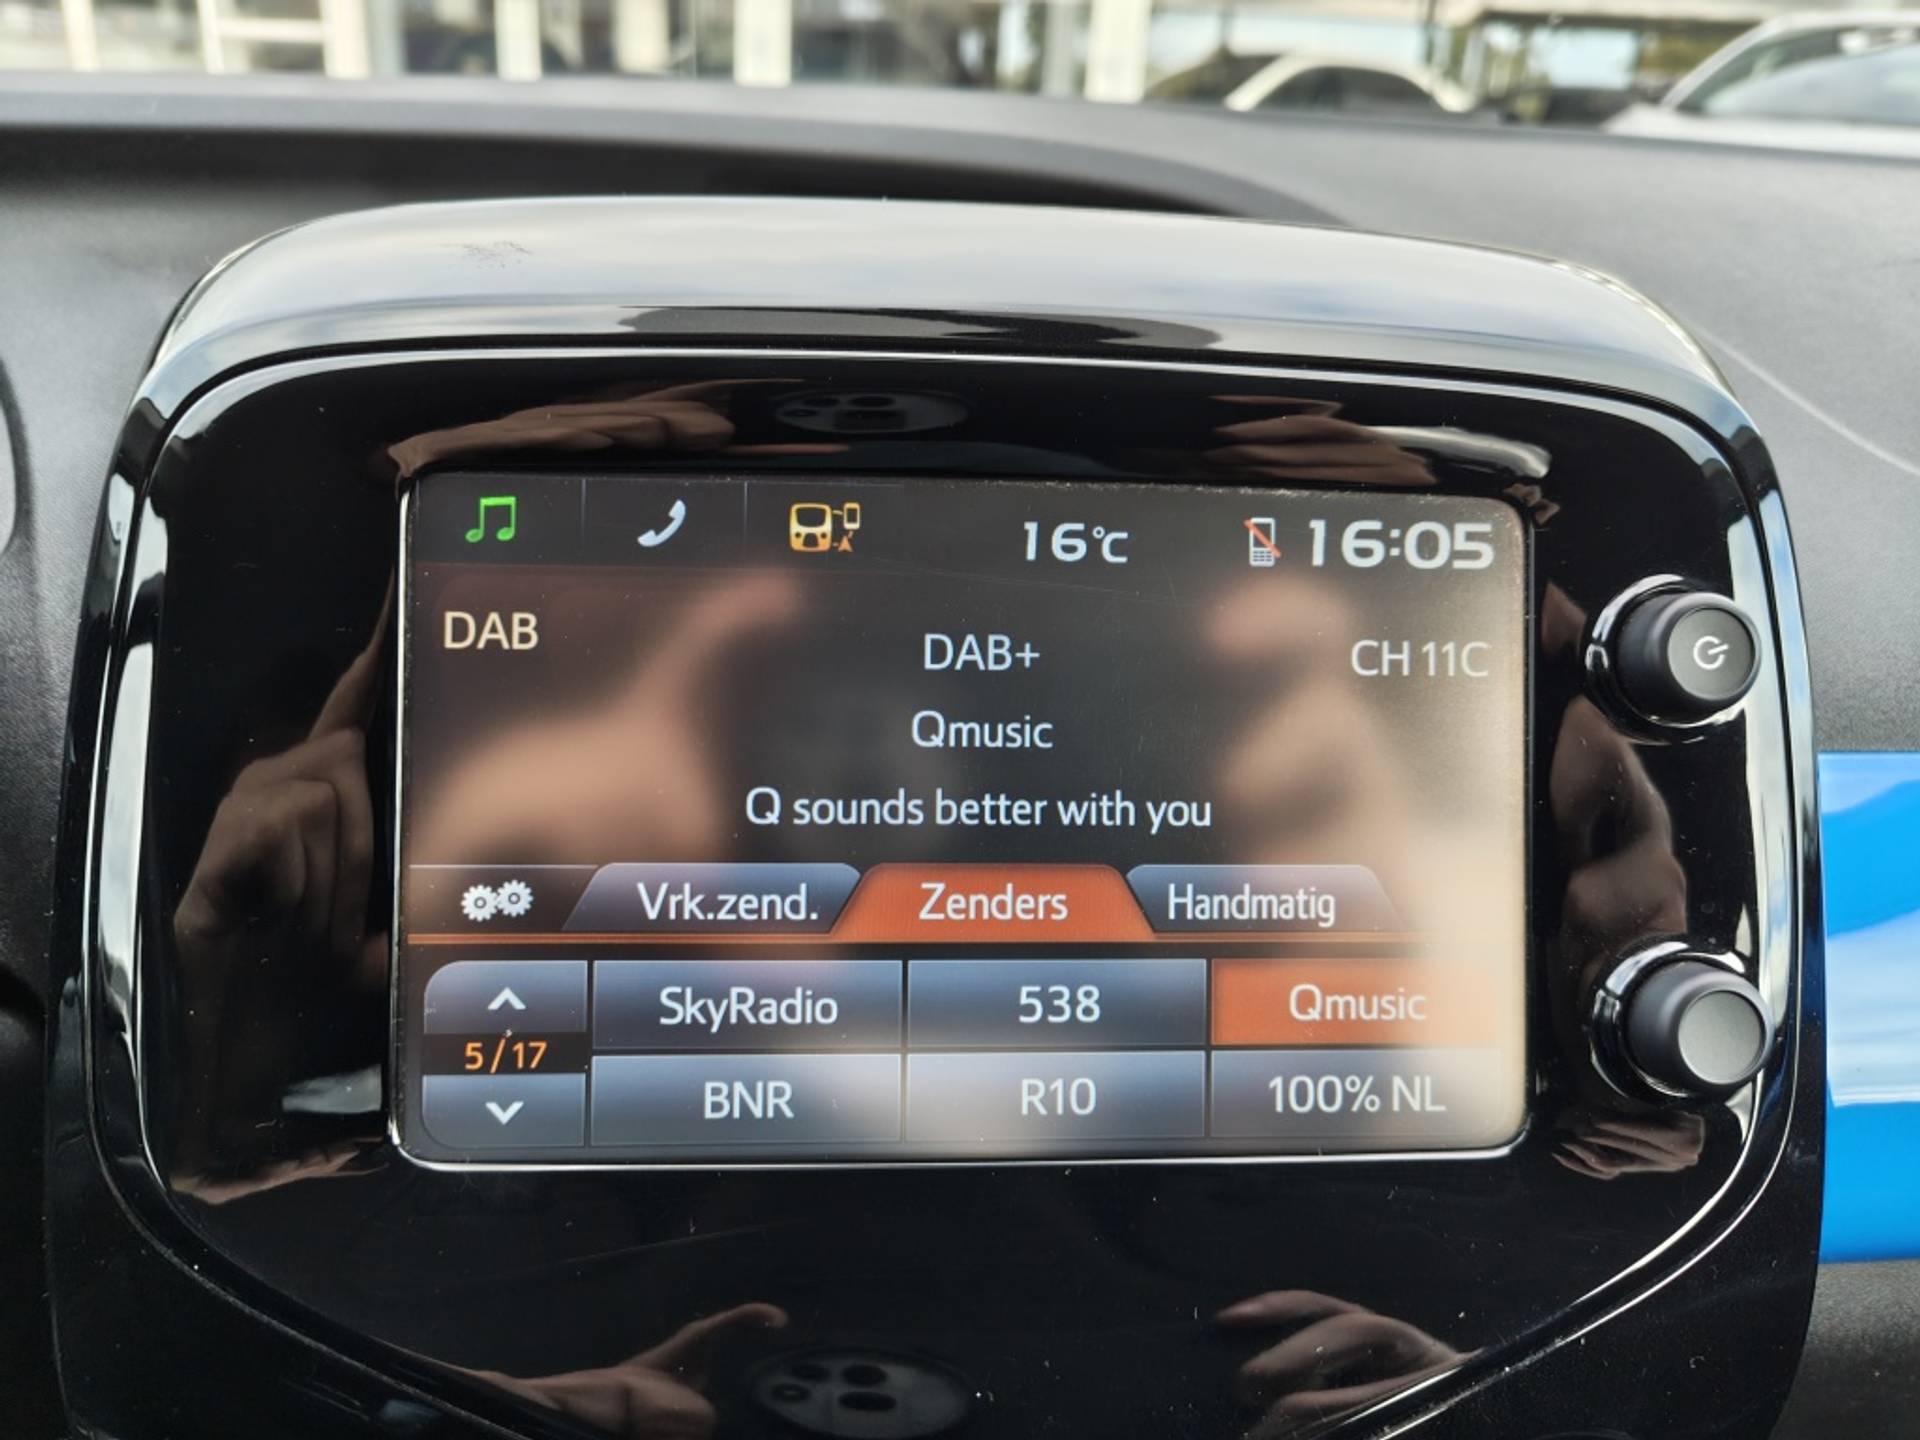 16°C 16:05
DAB
DAB+
CH 11C
Qmusic
Q sounds better with you
Vrk.zend. Zenders Handmatig
SkyRadio 538 Qmusic
5/17
BNR R10 100% NL